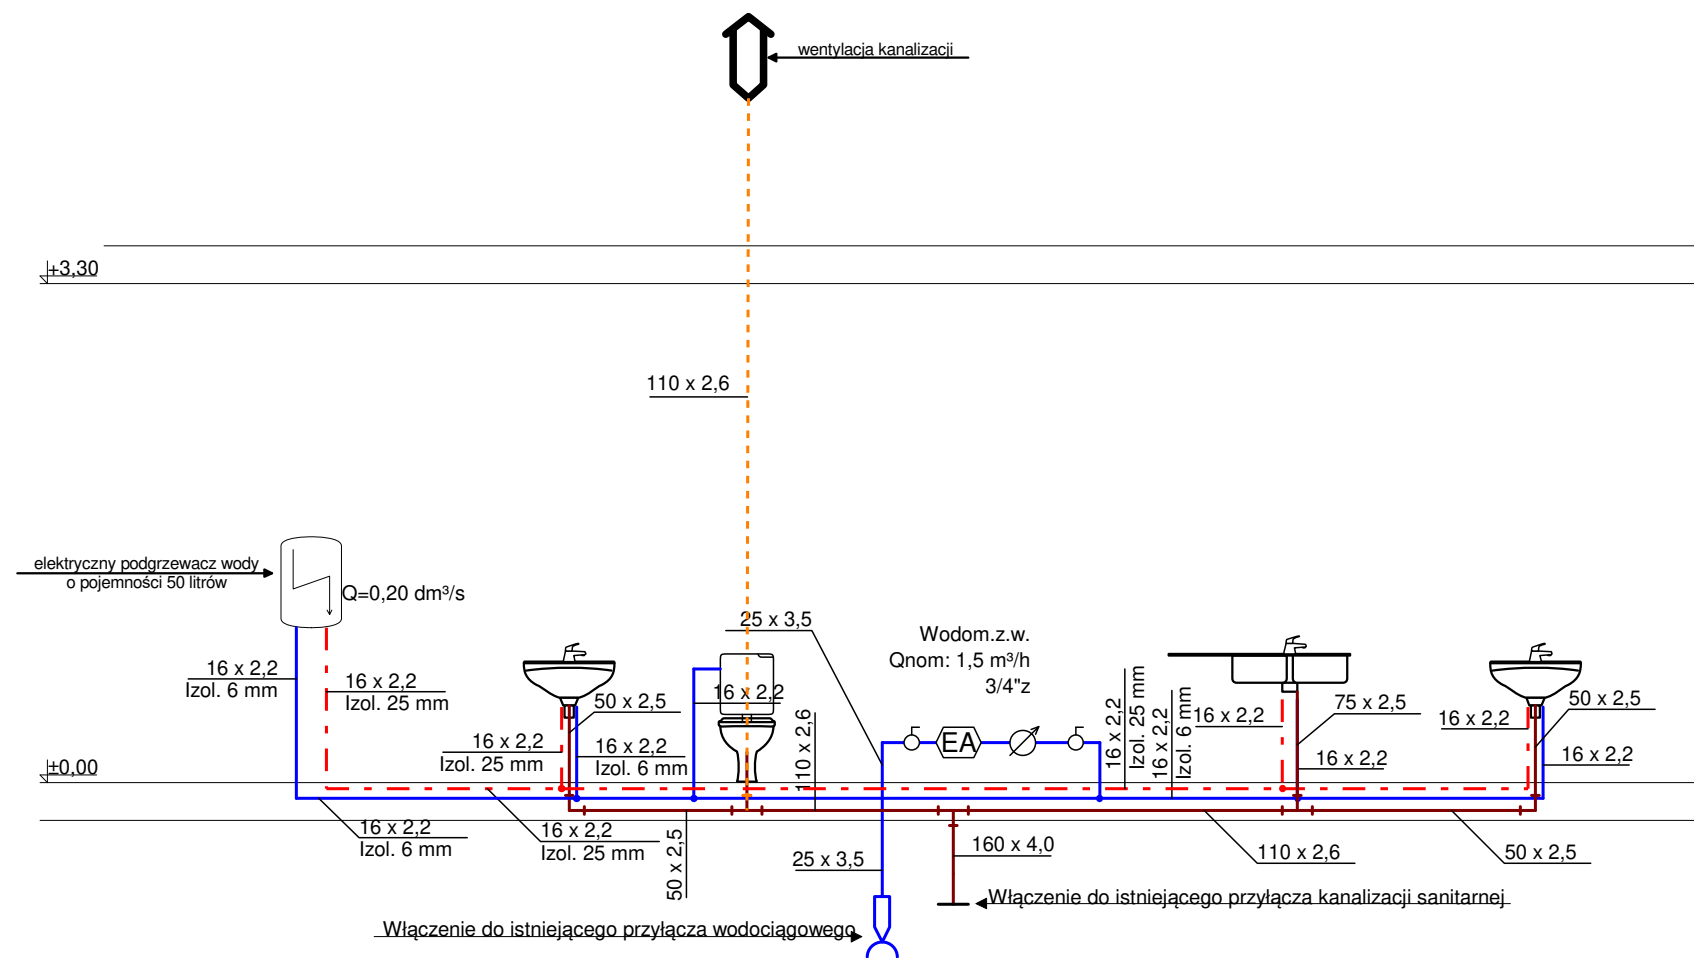 wentylacja kanalizacji
+3,30
110 x 2,6
elektryczny podgrzewacz wody
o pojemności 50 litrów
Q=0,20 dm³/s
25 x 3,5
Wodom.z.w.
Qnom: 1,5 m³/h
3/4"z
16 x 2,2
Izol. 6 mm
16 x 2,2
Izol. 25 mm
50 x 2,5
16 x 2,2
16 x 2,2
Izol. 25 mm
16 x 2,2
Izol. 6 mm
110 x 2,6
EA
16 x 2,2
Izol. 25 mm
16 x 2,2
Izol. 6 mm
16 x 2,2
75 x 2,5
16 x 2,2
16 x 2,2
50 x 2,5
16 x 2,2
±0,00
16 x 2,2
Izol. 6 mm
16 x 2,2
Izol. 25 mm
50 x 2,5
25 x 3,5
160 x 4,0
110 x 2,6
50 x 2,5
Włączenie do istniejącego przyłącza kanalizacji sanitarnej
Włączenie do istniejącego przyłącza wodociągowego